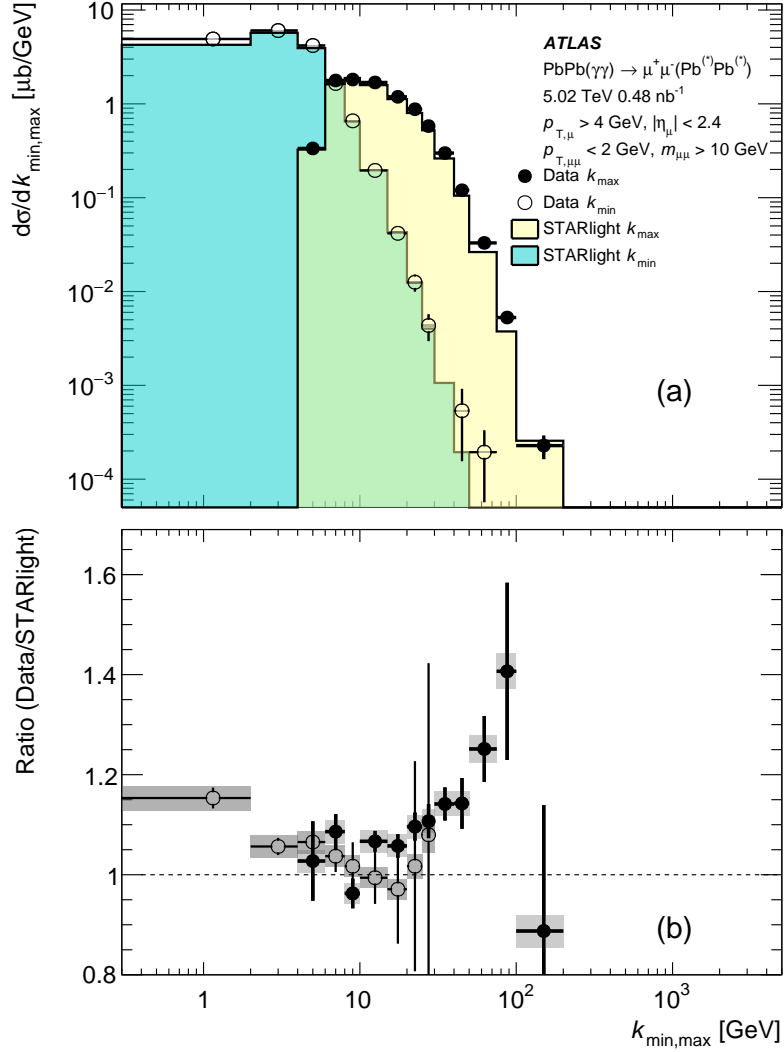 10
1
10⁻¹
10⁻²
10⁻³
10⁻⁴
dσ/dk_min,max [μb/GeV]
ATLAS
PbPb(γγ) → μ⁺μ⁻(Pb⁽*⁾Pb⁽*⁾)
5.02 TeV 0.48 nb⁻¹
p_T,μ > 4 GeV, |η_μ| < 2.4
p_T,μμ < 2 GeV, m_μμ > 10 GeV
Data k_max
Data k_min
STARlight k_max
STARlight k_min
(a)
Ratio (Data/STARlight)
1.6
1.4
1.2
1
0.8
(b)
1 10 10² 10³
k_min,max [GeV]